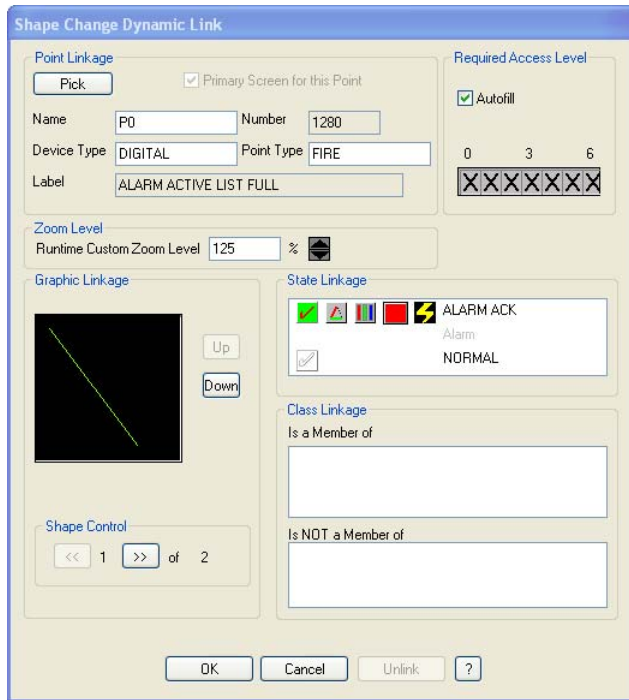 Shape Change Dynamic Link
Point Linkage
Pick
Primary Screen for this Point
Name P0 Number 1280
Device Type DIGITAL Point Type FIRE
Label ALARM ACTIVE LIST FULL
Required Access Level
Autofill
0 3 6
X X X X X X X
Zoom Level
Runtime Custom Zoom Level 125 %
Graphic Linkage
Up
Down
Shape Control
<< 1 >> of 2
State Linkage
ALARM ACK
Alarm
NORMAL
Class Linkage
Is a Member of
Is NOT a Member of
OK Cancel Unlink ?